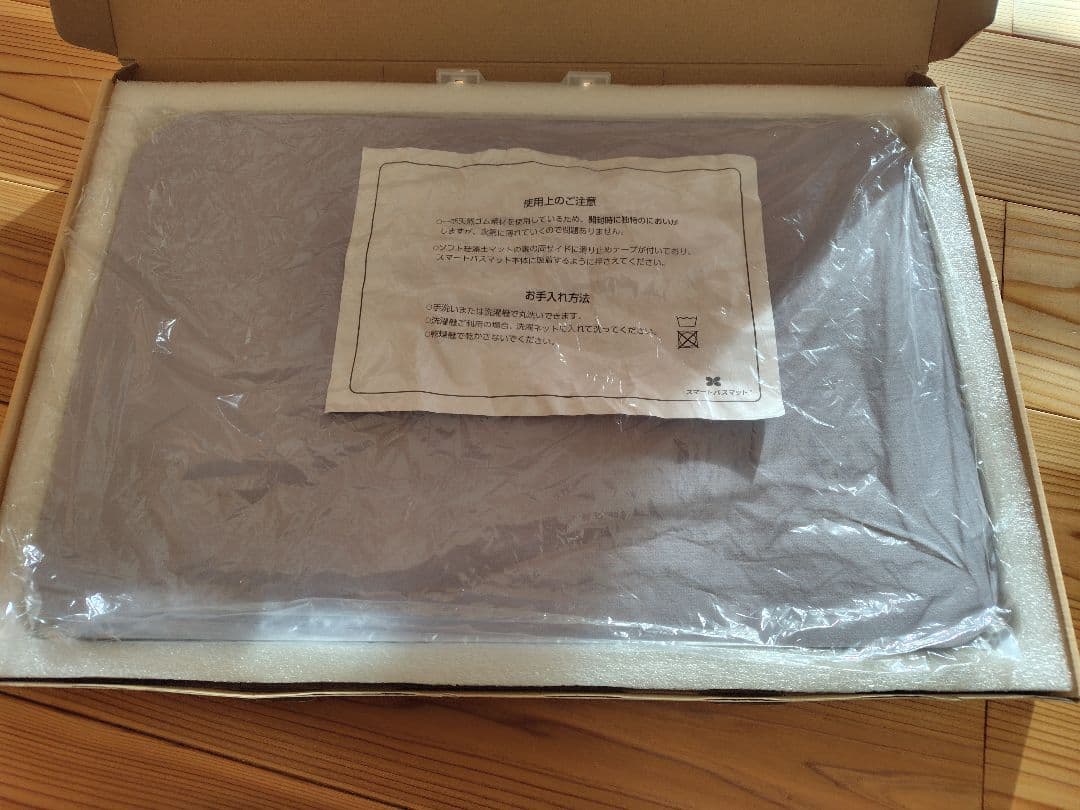 使用上のご注意
○一部天然ゴム素材を使用しているため、開封時に独特のにおいが
しますが、次第に薄れていくので問題ありません。
○ソフト珪藻土マットの裏の両サイドに滑り止めテープが付いており、
スマートバスマット本体に吸着するように押さえてください。
お手入れ方法
○手洗いまたは洗濯機で丸洗いできます。
○洗濯機ご利用の場合、洗濯ネットに入れて洗ってください。
○乾燥機で乾かさないでください。
スマートバスマット